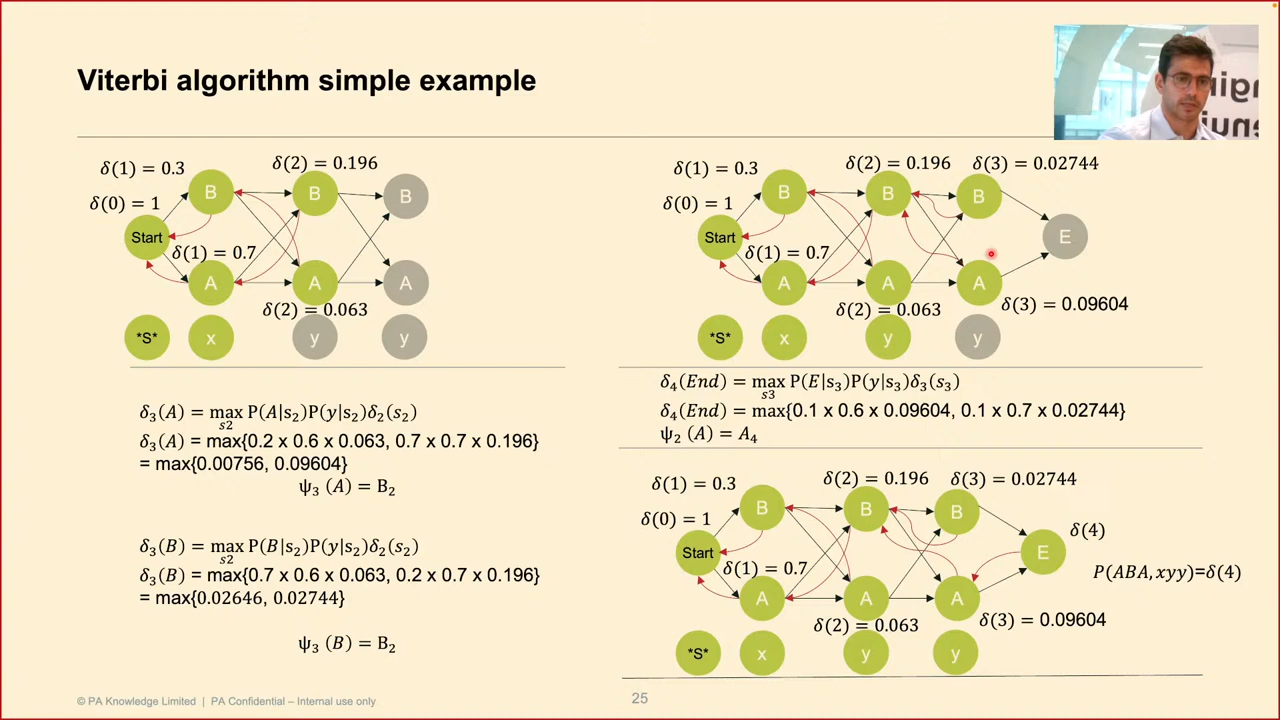 Viterbi algorithm simple example
δ(1) = 0.3
δ(0) = 1
δ(2) = 0.196
B
B
B
Start
δ(1) = 0.7
A
A
A
δ(2) = 0.063
*S*
x
y
y
δ₃(A) = max P(A|s₂)P(y|s₂)δ₂(s₂)
s2
δ₃(A) = max{0.2 x 0.6 x 0.063, 0.7 x 0.7 x 0.196}
= max{0.00756, 0.09604}
ψ₃ (A) = B₂
δ₃(B) = max P(B|s₂)P(y|s₂)δ₂(s₂)
s2
δ₃(B) = max{0.7 x 0.6 x 0.063, 0.2 x 0.7 x 0.196}
= max{0.02646, 0.02744}
ψ₃ (B) = B₂
δ(1) = 0.3
δ(0) = 1
δ(2) = 0.196
δ(3) = 0.02744
B
B
B
Start
E
δ(1) = 0.7
A
A
A
δ(2) = 0.063
δ(3) = 0.09604
*S*
x
y
y
δ₄(End) = max P(E|s₃)P(y|s₃)δ₃(s₃)
s3
δ₄(End) = max{0.1 x 0.6 x 0.09604, 0.1 x 0.7 x 0.02744}
ψ₂ (A) = A₄
δ(1) = 0.3
δ(0) = 1
δ(2) = 0.196
δ(3) = 0.02744
B
B
B
Start
E
δ(4)
P(ABA, xyy)=δ(4)
δ(1) = 0.7
A
A
A
δ(2) = 0.063
δ(3) = 0.09604
*S*
x
y
y
© PA Knowledge Limited | PA Confidential – Internal use only
25